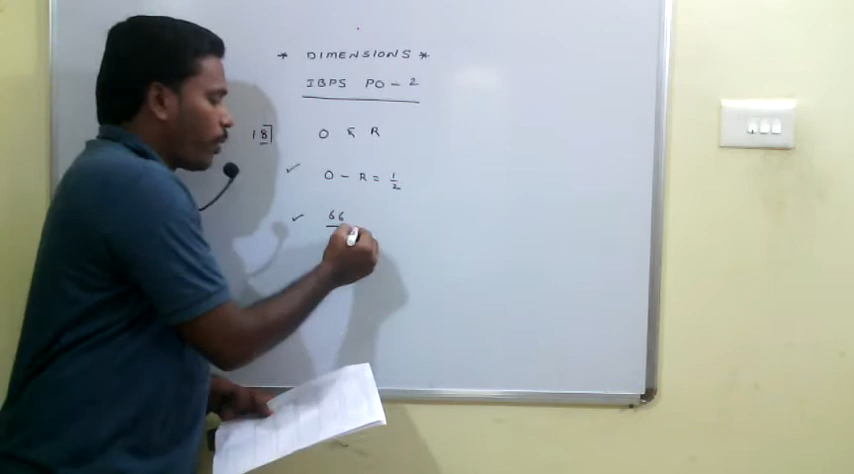 * DIMENSIONS *
IBPS PO - 2
18] O & R
✓ O - R = 1/2
✓ 66